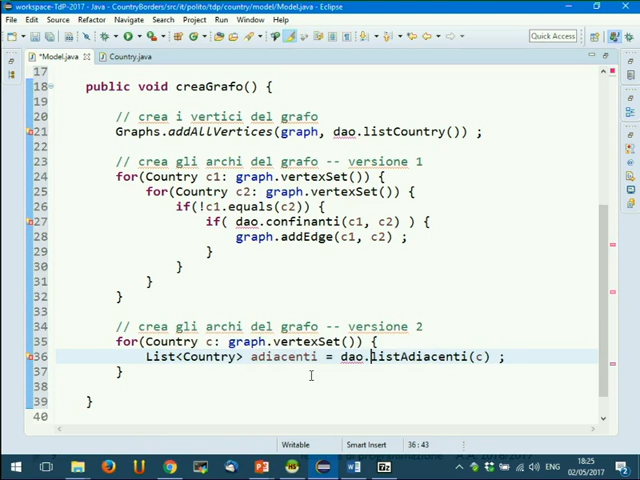 workspace-TdP-2017 - Java - CountryBorders/src/it/polito/tdp/country/model/Model.java - Eclipse
File Edit Source Refactor Navigate Search Project Run Window Help
Quick Access
*Model.java
Country.java
17
18 public void creaGrafo() {
19
20 // crea i vertici del grafo
21 Graphs.addALLVertices(graph, dao.listCountry()) ;
22
23 // crea gli archi del grafo -- versione 1
24 for(Country c1: graph.vertexSet()) {
25 for(Country c2: graph.vertexSet()) {
26 if(!c1.equals(c2)) {
27 if( dao.confinanti(c1, c2) ) {
28 graph.addEdge(c1, c2) ;
29 }
30 }
31 }
32 }
33
34 // crea gli archi del grafo -- versione 2
35 for(Country c: graph.vertexSet()) {
36 List<Country> adiacenti = dao.listAdiacenti(c) ;
37 }
38
39 }
40
Writable
Smart Insert
36 : 43
18:25
02/05/2017